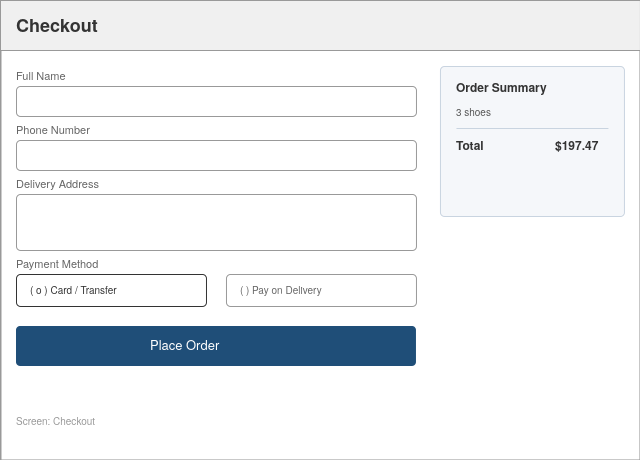 Checkout
Full Name
Phone Number
Delivery Address
Payment Method
( o ) Card / Transfer
( ) Pay on Delivery
Place Order
Order Summary
3 shoes
Total $197.47
Screen: Checkout